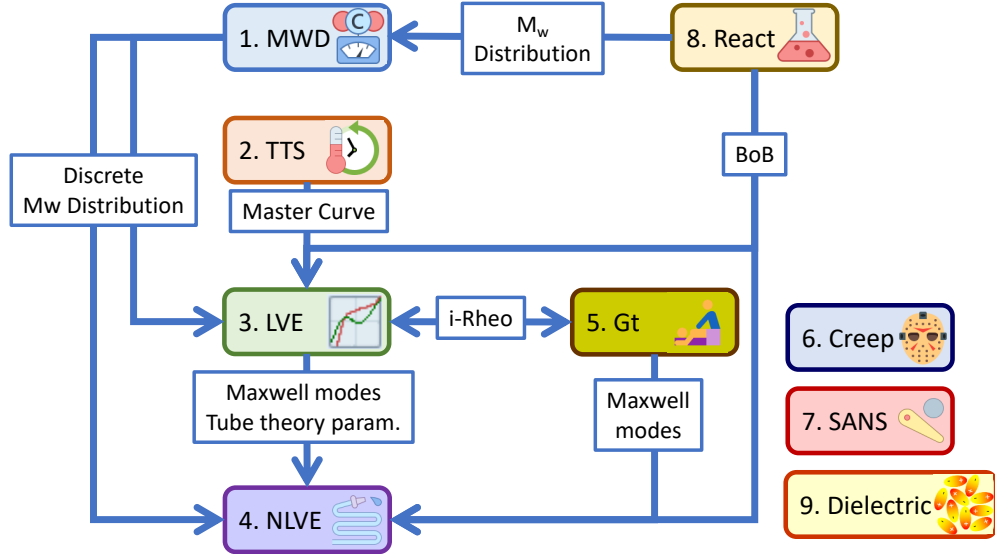 1. MWD
C
M_w
Distribution
8. React
2. TTS
BoB
Discrete
Mw Distribution
Master Curve
3. LVE
i-Rheo
5. Gt
6. Creep
Maxwell modes
Tube theory param.
Maxwell
modes
7. SANS
4. NLVE
9. Dielectric